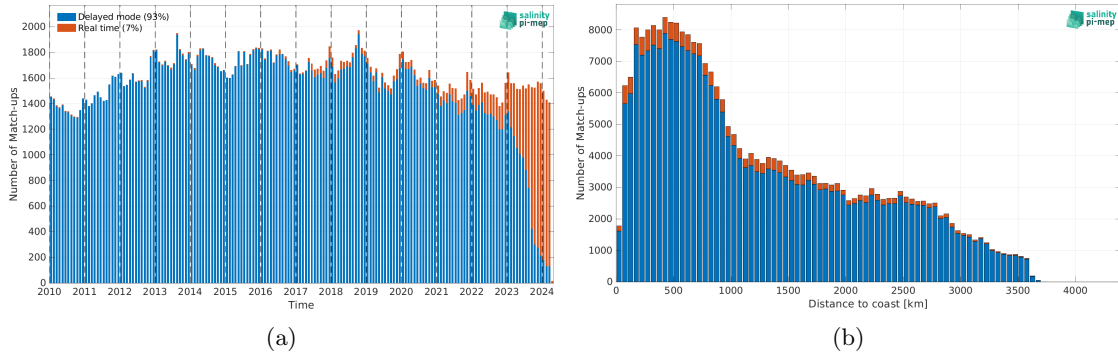 Delayed mode (93%)
Real time (7%)
salinity
pi-mep
2000
1800
1600
1400
1200
1000
800
600
400
200
0
Number of Match-ups
2010 2011 2012 2013 2014 2015 2016 2017 2018 2019 2020 2021 2022 2023 2024
Time
(a)
salinity
pi-mep
8000
7000
6000
5000
4000
3000
2000
1000
0
Number of Match-ups
0 500 1000 1500 2000 2500 3000 3500 4000
Distance to coast [km]
(b)